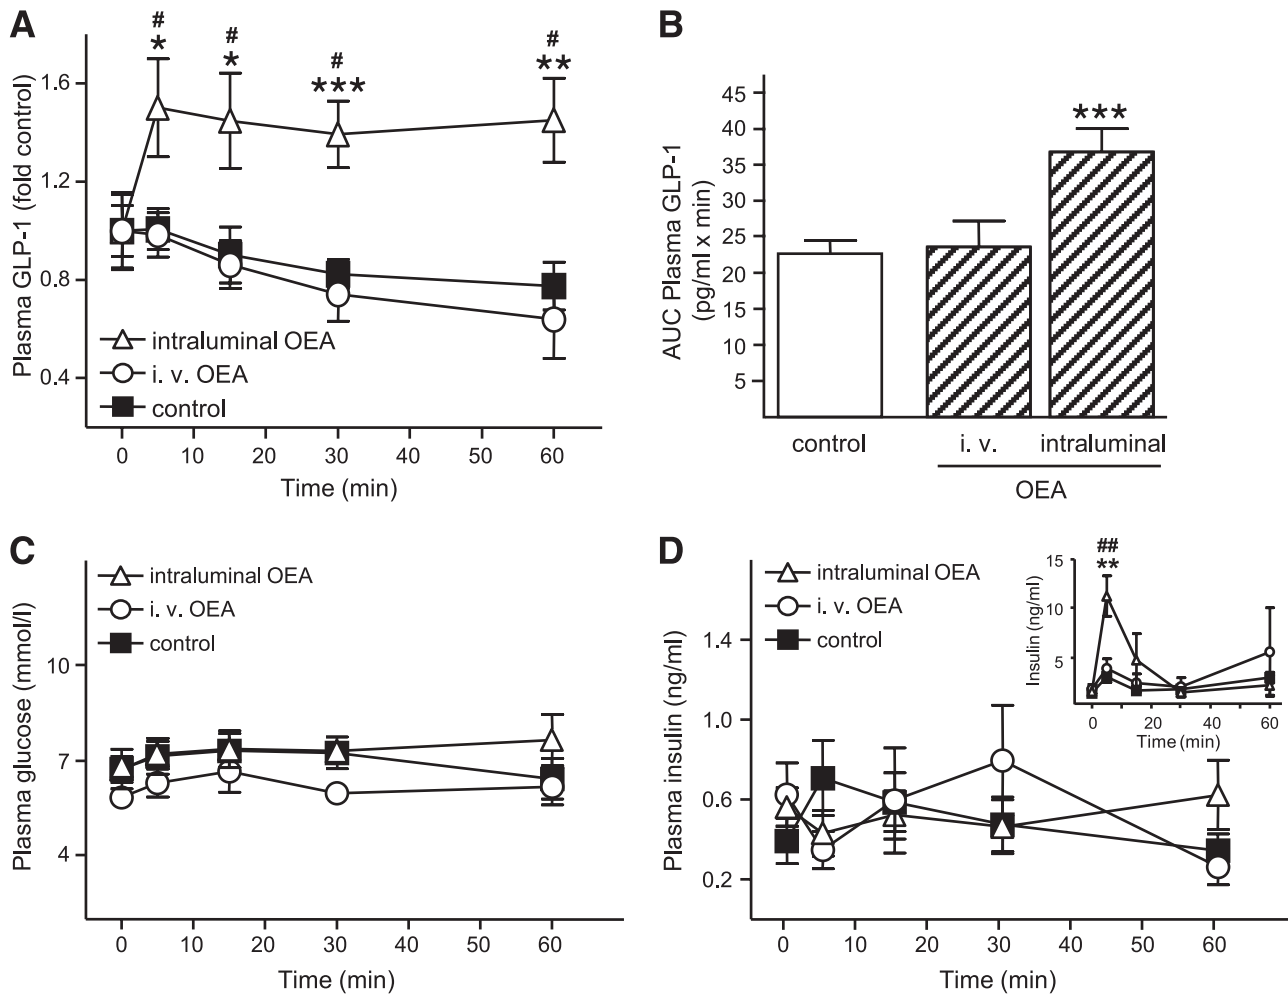 A
Plasma GLP-1 (fold control)
1.6
1.2
0.8
0.4
#
*
#
*
#
***
#
**
intraluminal OEA
i. v. OEA
control
0 10 20 30 40 50 60
Time (min)
B
AUC Plasma GLP-1
(pg/ml x min)
45
40
35
30
25
20
15
10
5
***
control
i. v.
intraluminal
OEA
C
Plasma glucose (mmol/l)
10
7
4
intraluminal OEA
i. v. OEA
control
0 10 20 30 40 50 60
Time (min)
D
Plasma insulin (ng/ml)
1.4
1.0
0.6
0.2
intraluminal OEA
i. v. OEA
control
0 10 20 30 40 50 60
Time (min)
Insulin (ng/ml)
15
10
5
##
**
0 20 40 60
Time (min)